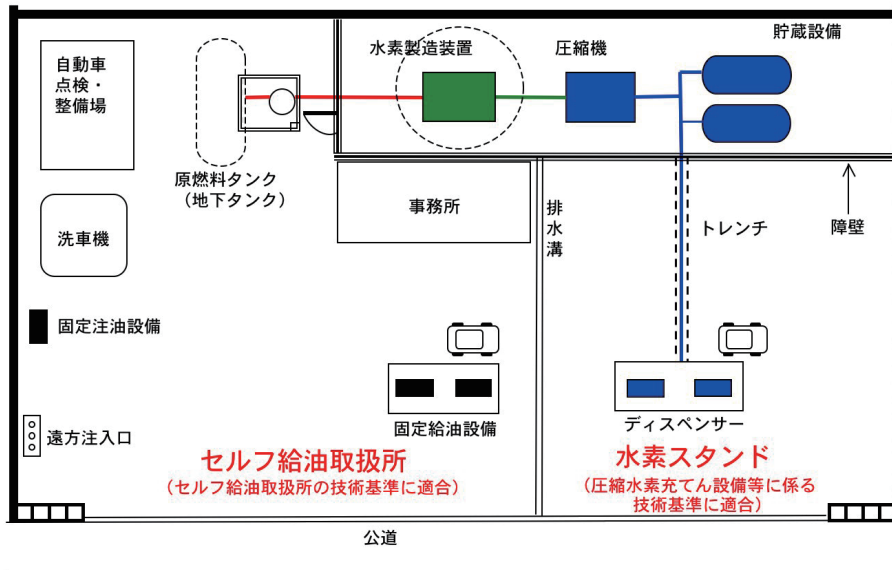 貯蔵設備
水素製造装置
圧縮機
自動車
点検・
整備場
原燃料タンク
（地下タンク）
事務所
排水溝
トレンチ
障壁
洗車機
固定注油設備
遠方注入口
固定給油設備
ディスペンサー
セルフ給油取扱所
（セルフ給油取扱所の技術基準に適合）
水素スタンド
（圧縮水素充てん設備等に係る
技術基準に適合）
公道